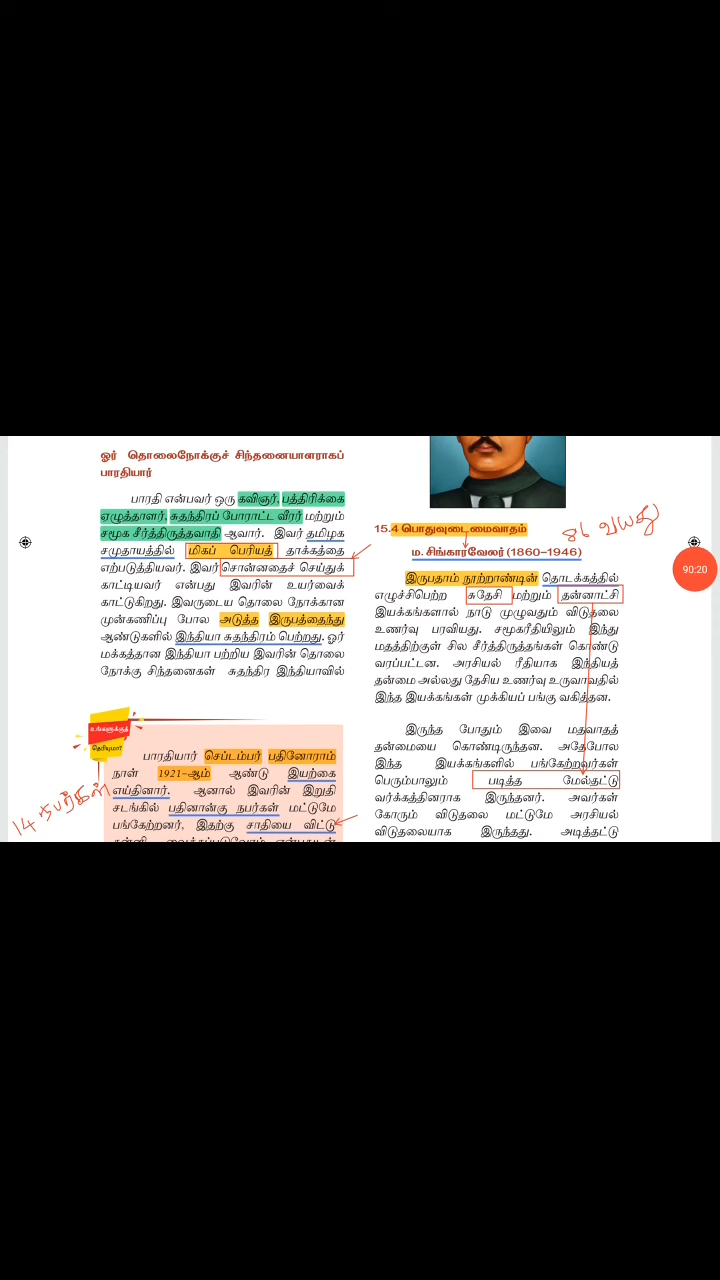 ஓர் தொலைநோக்குச் சிந்தனையாளராகப்
பாரதியார்
பாரதி என்பவர் ஒரு கவிஞர், பத்திரிக்கை
எழுத்தாளர், சுதந்திரப் போராட்ட வீரர் மற்றும்
சமூக சீர்த்திருத்தவாதி ஆவார். இவர் தமிழக
சமுதாயத்தில் மிகப் பெரியத் தாக்கத்தை
ஏற்படுத்தியவர். இவர் சொன்னதைச் செய்துக்
காட்டியவர் என்பது இவரின் உயர்வைக்
காட்டுகிறது. இவருடைய தொலை நோக்கான
முன்கணிப்பு போல அடுத்த இருபத்தைந்து
ஆண்டுகளில் இந்தியா சுதந்திரம் பெற்றது. ஓர்
மக்கத்தான இந்தியா பற்றிய இவரின் தொலை
நோக்கு சிந்தனைகள் சுதந்திர இந்தியாவில்
உங்களுக்குத்
தெரியுமா?
14 நபர்கள்
பாரதியார் செப்டம்பர் பதினோராம்
நாள் 1921-ஆம் ஆண்டு இயற்கை
எய்தினார். ஆனால் இவரின் இறுதி
சடங்கில் பதினான்கு நபர்கள் மட்டுமே
பங்கேற்றனர், இதற்கு சாதியை விட்டு
15.4 பொதுவுடைமைவாதம்
86 வயது
ம. சிங்காரவேலர் (1860–1946)
இருபதாம் நூற்றாண்டின் தொடக்கத்தில்
எழுச்சிபெற்ற சுதேசி மற்றும் தன்னாட்சி
இயக்கங்களால் நாடு முழுவதும் விடுதலை
உணர்வு பரவியது. சமூகரீதியிலும் இந்து
மதத்திற்குள் சில சீர்த்திருத்தங்கள் கொண்டு
வரப்பட்டன. அரசியல் ரீதியாக இந்தியத்
தன்மை அல்லது தேசிய உணர்வு உருவாவதில்
இந்த இயக்கங்கள் முக்கியப் பங்கு வகித்தன.
இருந்த போதும் இவை மதவாதத்
தன்மையை கொண்டிருந்தன. அதேபோல
இந்த இயக்கங்களில் பங்கேற்றவர்கள்
பெரும்பாலும் படித்த மேல்தட்டு
வர்க்கத்தினராக இருந்தனர். அவர்கள்
கோரும் விடுதலை மட்டுமே அரசியல்
விடுதலையாக இருந்தது. அடித்தட்டு
90:20